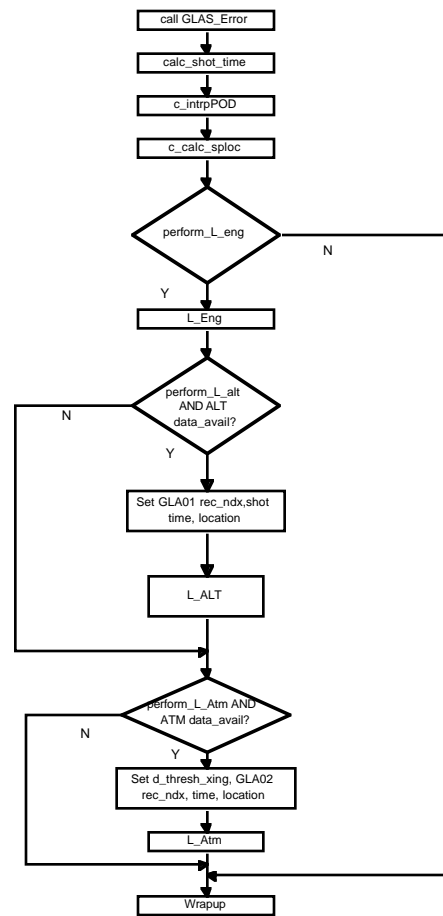 call GLAS_Error
calc_shot_time
c_intrpPOD
c_calc_sploc
perform_L_eng
N
Y
L_Eng
perform_L_alt
AND ALT
data_avail?
N
Y
Set GLA01 rec_ndx,shot
time, location
L_ALT
perform_L_Atm AND
ATM data_avail?
N
Y
Set d_thresh_xing, GLA02
rec_ndx, time, location
L_Atm
Wrapup